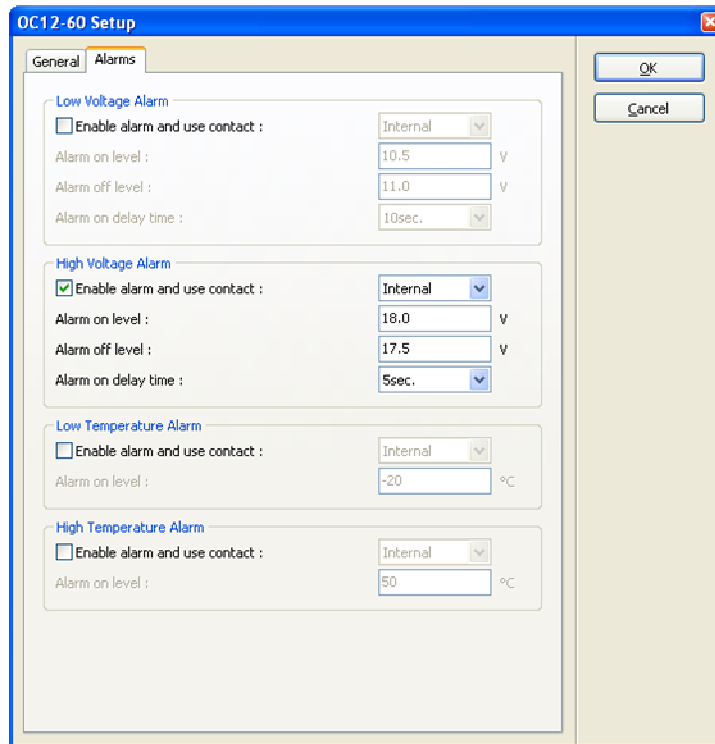 OC12-60 Setup
General Alarms
OK
Cancel
Low Voltage Alarm
Enable alarm and use contact : Internal
Alarm on level : 10.5 V
Alarm off level : 11.0 V
Alarm on delay time : 10sec.
High Voltage Alarm
Enable alarm and use contact : Internal
Alarm on level : 18.0 V
Alarm off level : 17.5 V
Alarm on delay time : 5sec.
Low Temperature Alarm
Enable alarm and use contact : Internal
Alarm on level : -20 °C
High Temperature Alarm
Enable alarm and use contact : Internal
Alarm on level : 50 °C